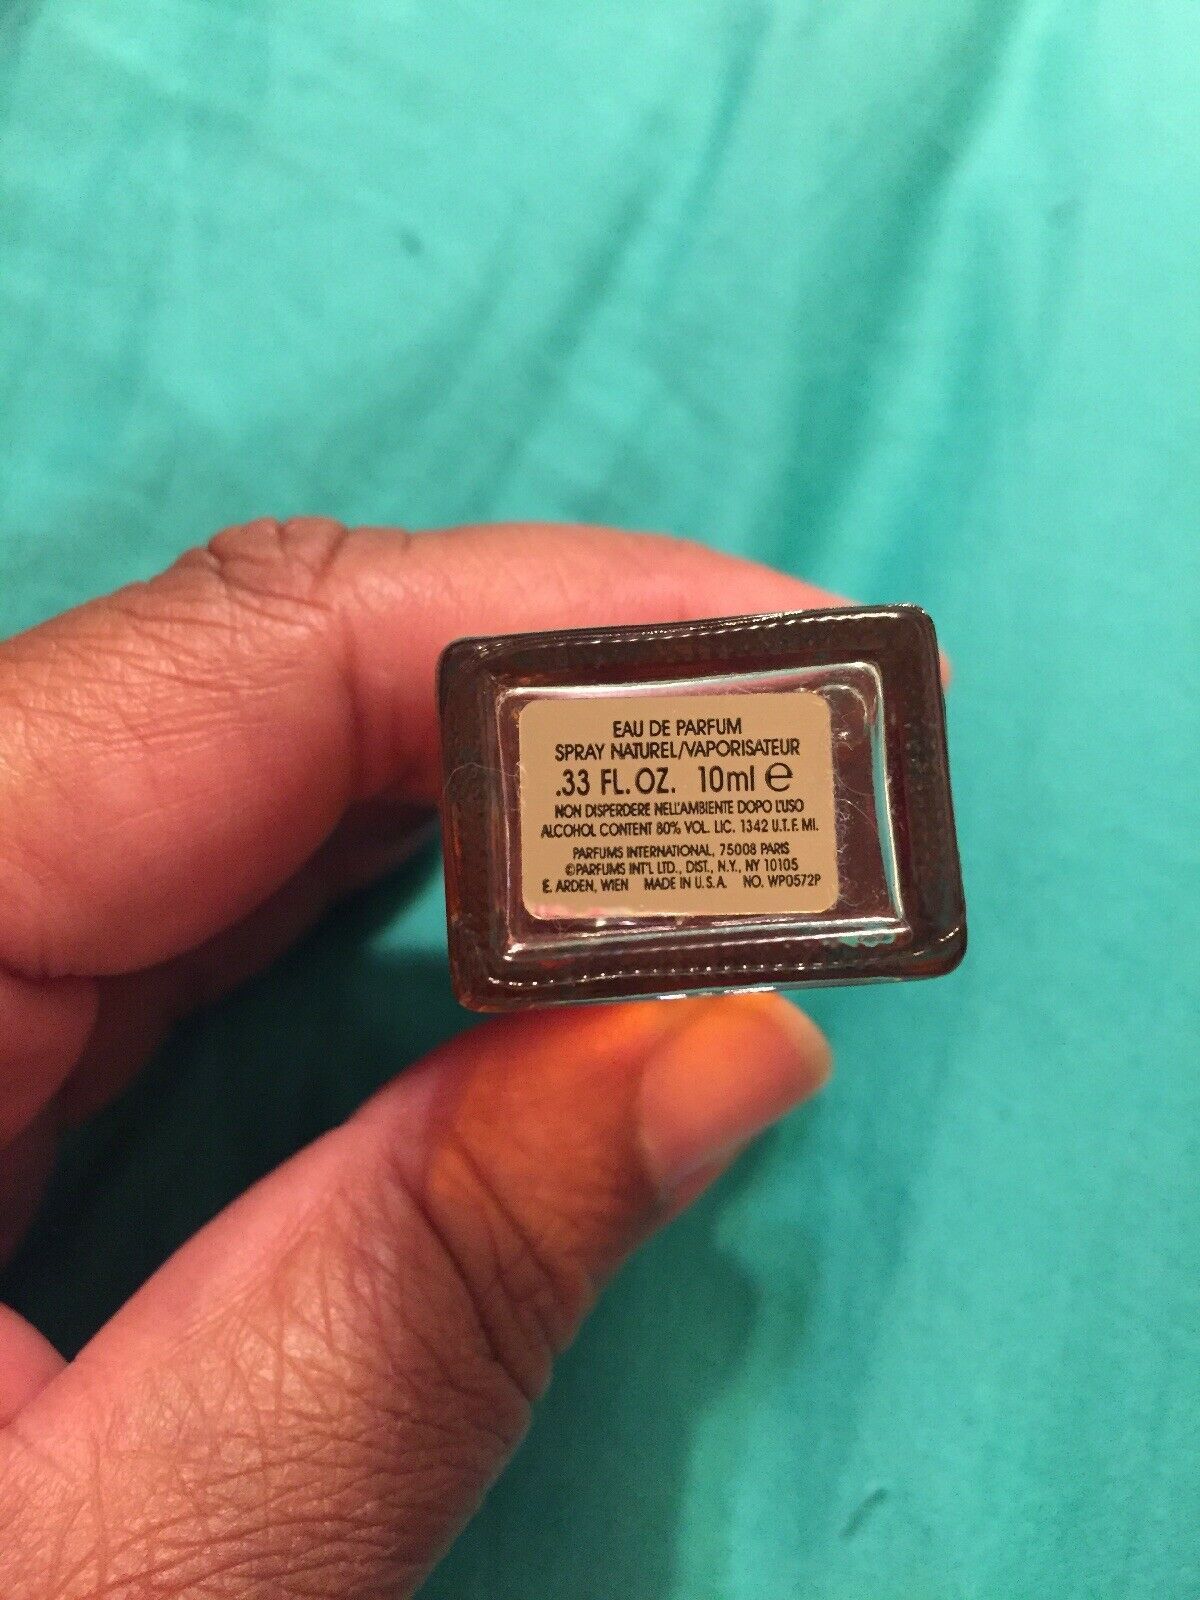 EAU DE PARFUM
SPRAY NATUREL/VAPORISATEUR
.33 FL. OZ. 10ml ℮
NON DISPERDERE NELL'AMBIENTE DOPO L'USO
ALCOHOL CONTENT 80% VOL. LIC. 1342 U.T.F. MI.
PARFUMS INTERNATIONAL, 75008 PARIS
©PARFUMS INT'L LTD., DIST., N.Y., NY 10105
E. ARDEN, WIEN MADE IN U.S.A. NO. WP0572P